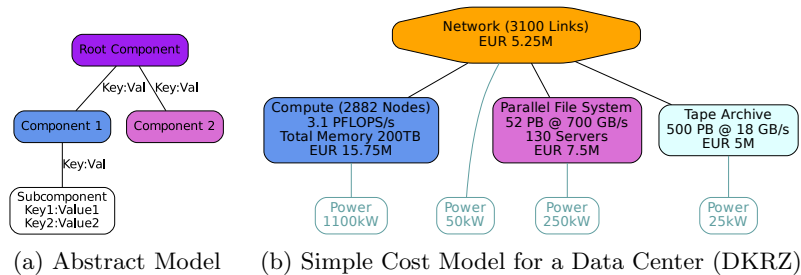 Root Component
Key:Val
Key:Val
Component 1
Component 2
Key:Val
Subcomponent
Key1:Value1
Key2:Value2
(a) Abstract Model
Network (3100 Links)
EUR 5.25M
Compute (2882 Nodes)
3.1 PFLOPS/s
Total Memory 200TB
EUR 15.75M
Parallel File System
52 PB @ 700 GB/s
130 Servers
EUR 7.5M
Tape Archive
500 PB @ 18 GB/s
EUR 5M
Power
1100kW
Power
50kW
Power
250kW
Power
25kW
(b) Simple Cost Model for a Data Center (DKRZ)